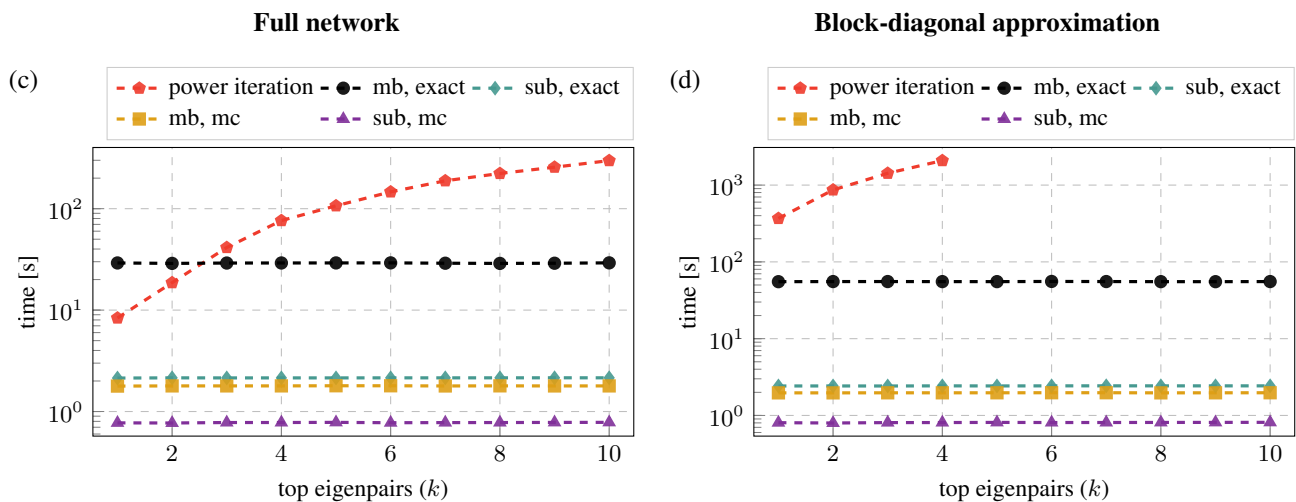 Full network
(c)
power iteration mb, exact sub, exact
mb, mc sub, mc
10^2
10^1
10^0
time [s]
2 4 6 8 10
top eigenpairs (k)
Block-diagonal approximation
(d)
power iteration mb, exact sub, exact
mb, mc sub, mc
10^3
10^2
10^1
10^0
time [s]
2 4 6 8 10
top eigenpairs (k)